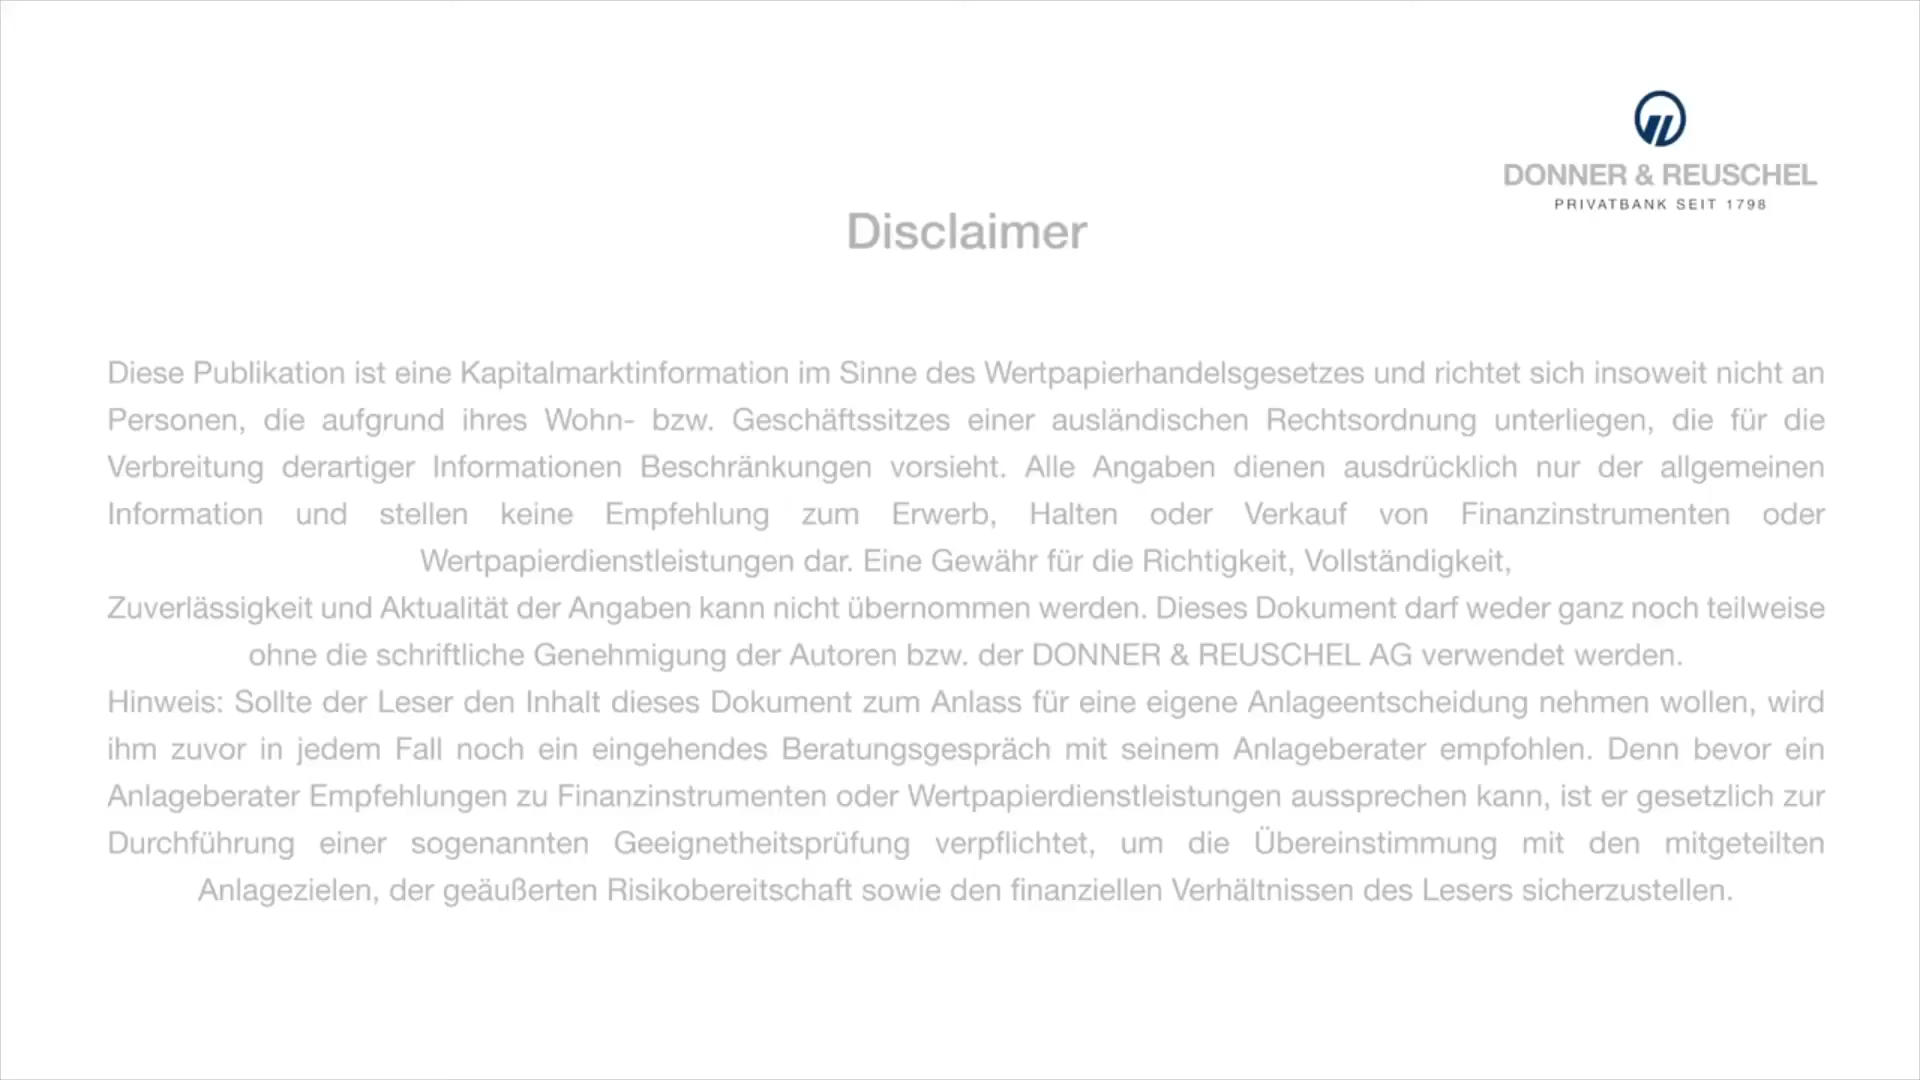 DONNER & REUSCHEL
PRIVATBANK SEIT 1798
Disclaimer
Diese Publikation ist eine Kapitalmarktinformation im Sinne des Wertpapierhandelsgesetzes und richtet sich insoweit nicht an
Personen, die aufgrund ihres Wohn- bzw. Geschäftssitzes einer ausländischen Rechtsordnung unterliegen, die für die
Verbreitung derartiger Informationen Beschränkungen vorsieht. Alle Angaben dienen ausdrücklich nur der allgemeinen
Information und stellen keine Empfehlung zum Erwerb, Halten oder Verkauf von Finanzinstrumenten oder
Wertpapierdienstleistungen dar. Eine Gewähr für die Richtigkeit, Vollständigkeit,
Zuverlässigkeit und Aktualität der Angaben kann nicht übernommen werden. Dieses Dokument darf weder ganz noch teilweise
ohne die schriftliche Genehmigung der Autoren bzw. der DONNER & REUSCHEL AG verwendet werden.
Hinweis: Sollte der Leser den Inhalt dieses Dokument zum Anlass für eine eigene Anlageentscheidung nehmen wollen, wird
ihm zuvor in jedem Fall noch ein eingehendes Beratungsgespräch mit seinem Anlageberater empfohlen. Denn bevor ein
Anlageberater Empfehlungen zu Finanzinstrumenten oder Wertpapierdienstleistungen aussprechen kann, ist er gesetzlich zur
Durchführung einer sogenannten Geeignetheitsprüfung verpflichtet, um die Übereinstimmung mit den mitgeteilten
Anlagezielen, der geäußerten Risikobereitschaft sowie den finanziellen Verhältnissen des Lesers sicherzustellen.